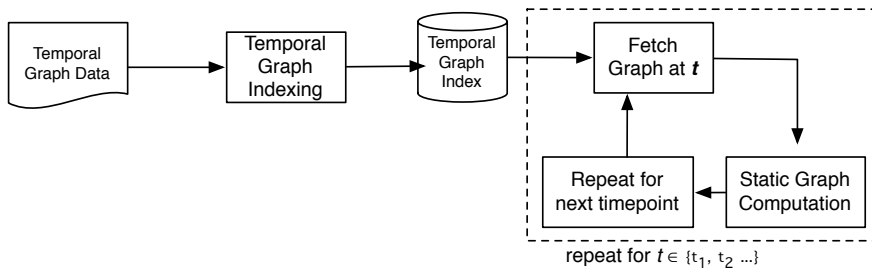 Temporal
Graph Data
Temporal
Graph
Indexing
Temporal
Graph
Index
Fetch
Graph at t
Repeat for
next timepoint
Static Graph
Computation
repeat for t ∈ {t₁, t₂ ...}